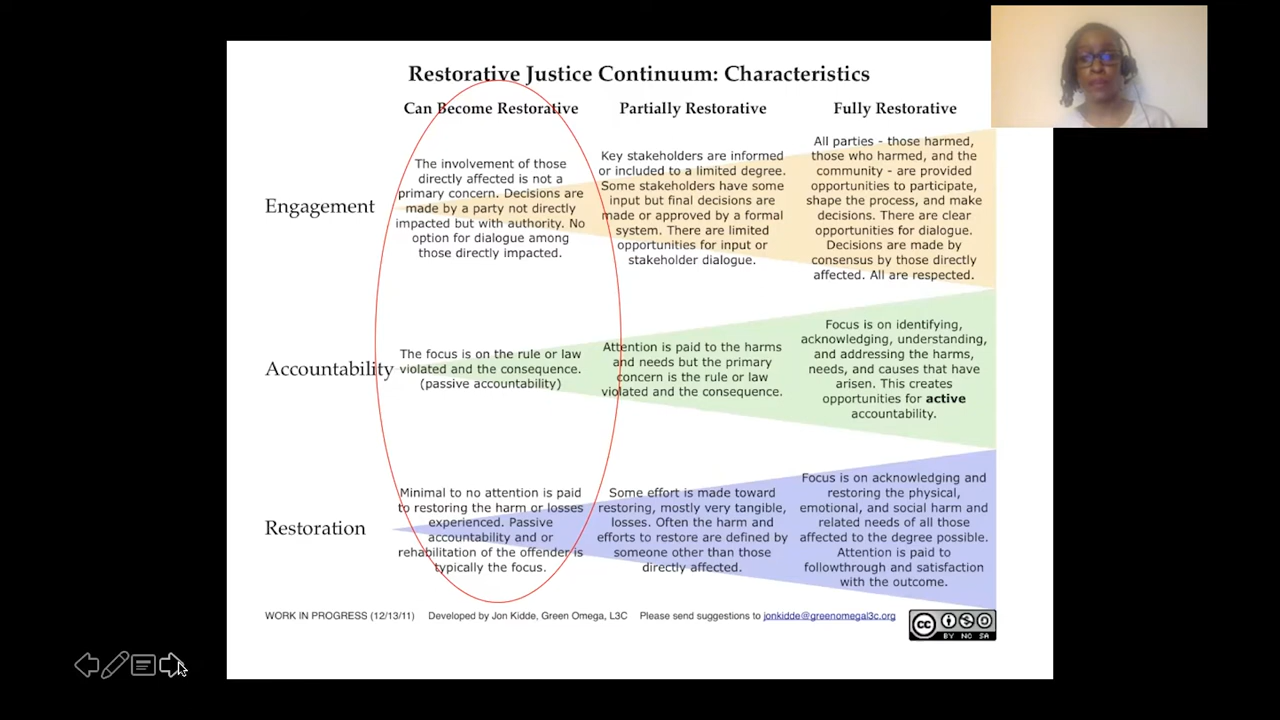 Restorative Justice Continuum: Characteristics
Can Become Restorative
Partially Restorative
Fully Restorative
Engagement
The involvement of those
directly affected is not a
primary concern. Decisions are
made by a party not directly
impacted but with authority. No
option for dialogue among
those directly impacted.
Key stakeholders are informed
or included to a limited degree.
Some stakeholders have some
input but final decisions are
made or approved by a formal
system. There are limited
opportunities for input or
stakeholder dialogue.
All parties - those harmed,
those who harmed, and the
community - are provided
opportunities to participate,
shape the process, and make
decisions. There are clear
opportunities for dialogue.
Decisions are made by
consensus by those directly
affected. All are respected.
Accountability
The focus is on the rule or law
violated and the consequence.
(passive accountability)
Attention is paid to the harms
and needs but the primary
concern is the rule or law
violated and the consequence.
Focus is on identifying,
acknowledging, understanding,
and addressing the harms,
needs, and causes that have
arisen. This creates
opportunities for active
accountability.
Restoration
Minimal to no attention is paid
to restoring the harm or losses
experienced. Passive
accountability and or
rehabilitation of the offender is
typically the focus.
Some effort is made toward
restoring, mostly very tangible,
losses. Often the harm and
efforts to restore are defined by
someone other than those
directly affected.
Focus is on acknowledging and
restoring the physical,
emotional, and social harm and
related needs of all those
affected to the degree possible.
Attention is paid to
followthrough and satisfaction
with the outcome.
WORK IN PROGRESS (12/13/11) Developed by Jon Kidde, Green Omega, L3C Please send suggestions to jonkidde@greenomegal3c.org
cc
BY NC SA